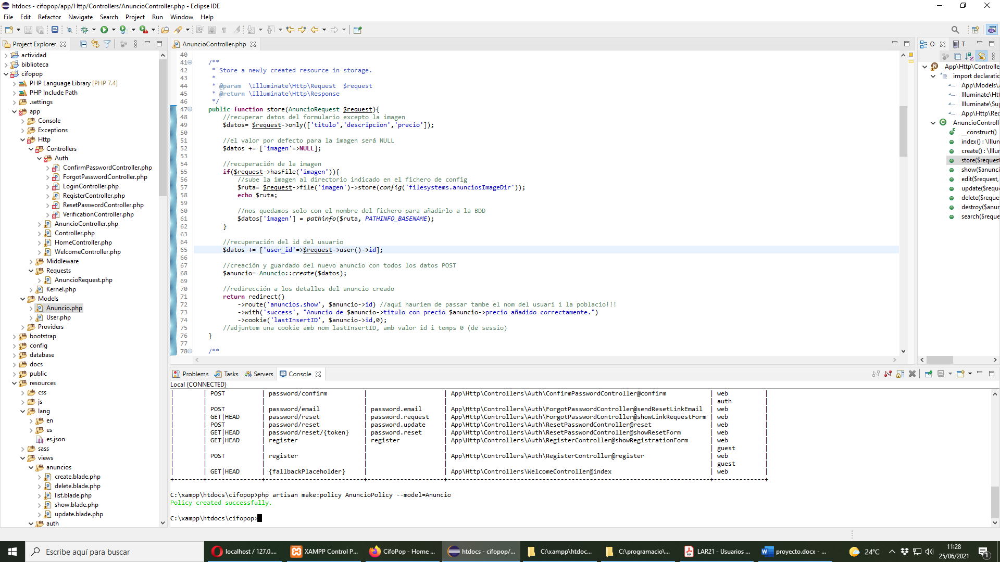 htdocs - cifopop/app/Http/Controllers/AnuncioController.php - Eclipse IDE
File Edit Refactor Navigate Search Project Run Window Help
Project Explorer
actividad
biblioteca
cifopop
PHP Language Library [PHP 7.4]
PHP Include Path
.settings
app
Console
Exceptions
Http
Controllers
Auth
ConfirmPasswordController.php
ForgotPasswordController.php
LoginController.php
RegisterController.php
ResetPasswordController.php
VerificationController.php
AnuncioController.php
Controller.php
HomeController.php
WelcomeController.php
Middleware
Requests
AnuncioRequest.php
Kernel.php
Models
Anuncio.php
User.php
Providers
bootstrap
config
database
docs
public
resources
css
js
lang
en
es
es.json
sass
views
anuncios
create.blade.php
delete.blade.php
list.blade.php
show.blade.php
update.blade.php
auth
AnuncioController.php
40
41 /**
42 * Store a newly created resource in storage.
43 *
44 * @param \Illuminate\Http\Request $request
45 * @return \Illuminate\Http\Response
46 */
47 public function store(AnuncioRequest $request){
48 //recuperar datos del formulario excepto la imagen
49 $datos= $request->only(['titulo','descripcion','precio']);
50
51 //el valor por defecto para la imagen será NULL
52 $datos += ['imagen'=>NULL];
53
54 //recuperación de la imagen
55 if($request->hasFile('imagen')){
56 //sube la imagen al directorio indicado en el fichero de config
57 $ruta= $request->file('imagen')->store(config('filesystems.anunciosImageDir'));
58 echo $ruta;
59
60 //nos quedamos solo con el nombre del fichero para añadirlo a la BDD
61 $datos['imagen'] = pathinfo($ruta, PATHINFO_BASENAME);
62 }
63
64 //recuperación del id del usuario
65 $datos += ['user_id'=>$request->user()->id];
66
67 //creación y guardado del nuevo anuncio con todos los datos POST
68 $anuncio= Anuncio::create($datos);
69
70 //redirección a los detalles del anuncio creado
71 return redirect()
72 ->route('anuncios.show', $anuncio->id) //aquí hauriem de passar tambe el nom del usuari i la poblacio!!!
73 ->with('success', "Anuncio de $anuncio->titulo con precio $anuncio->precio añadido correctamente.")
74 ->cookie('lastInsertID', $anuncio->id,0);
75 //adjuntem una cookie amb nom lastInsertID, amb valor id i temps 0 (de sessio)
76 }
77
78 /**
O T
App\Http\Controlle
import declaratio
App\Models\
Illuminate\Htt
Illuminate\Su
App\Http\Rec
AnuncioControll
__construct()
index() : \Illun
create() : \Illur
store($request
show($anunci
edit($request,
update($requ
delete($reque
destroy($anur
search($reque
Problems Tasks Servers Console
Local (CONNECTED)
| | POST | password/confirm | | App\Http\Controllers\Auth\ConfirmPasswordController@confirm | web |
| | | | | | auth |
| | POST | password/email | password.email | App\Http\Controllers\Auth\ForgotPasswordController@sendResetLinkEmail | web |
| | GET|HEAD | password/reset | password.request | App\Http\Controllers\Auth\ForgotPasswordController@showLinkRequestForm | web |
| | POST | password/reset | password.update | App\Http\Controllers\Auth\ResetPasswordController@reset | web |
| | GET|HEAD | password/reset/{token} | password.reset | App\Http\Controllers\Auth\ResetPasswordController@showResetForm | web |
| | GET|HEAD | register | register | App\Http\Controllers\Auth\RegisterController@showRegistrationForm | web |
| | | | | | guest |
| | POST | register | | App\Http\Controllers\Auth\RegisterController@register | web |
| | | | | | guest |
| | GET|HEAD | {fallbackPlaceholder} | | App\Http\Controllers\WelcomeController@index | web |
C:\xampp\htdocs\cifopop>php artisan make:policy AnuncioPolicy --model=Anuncio
Policy created successfully.
C:\xampp\htdocs\cifopop>
Escribe aquí para buscar
localhost / 127.0....
XAMPP Control P...
CifoPop - Home ...
htdocs - cifopop/...
C:\xampp\htdoc...
C:\programacio\...
LAR21 - Usuarios ...
proyecto.docx - ...
24°C
11:28
25/06/2021
1